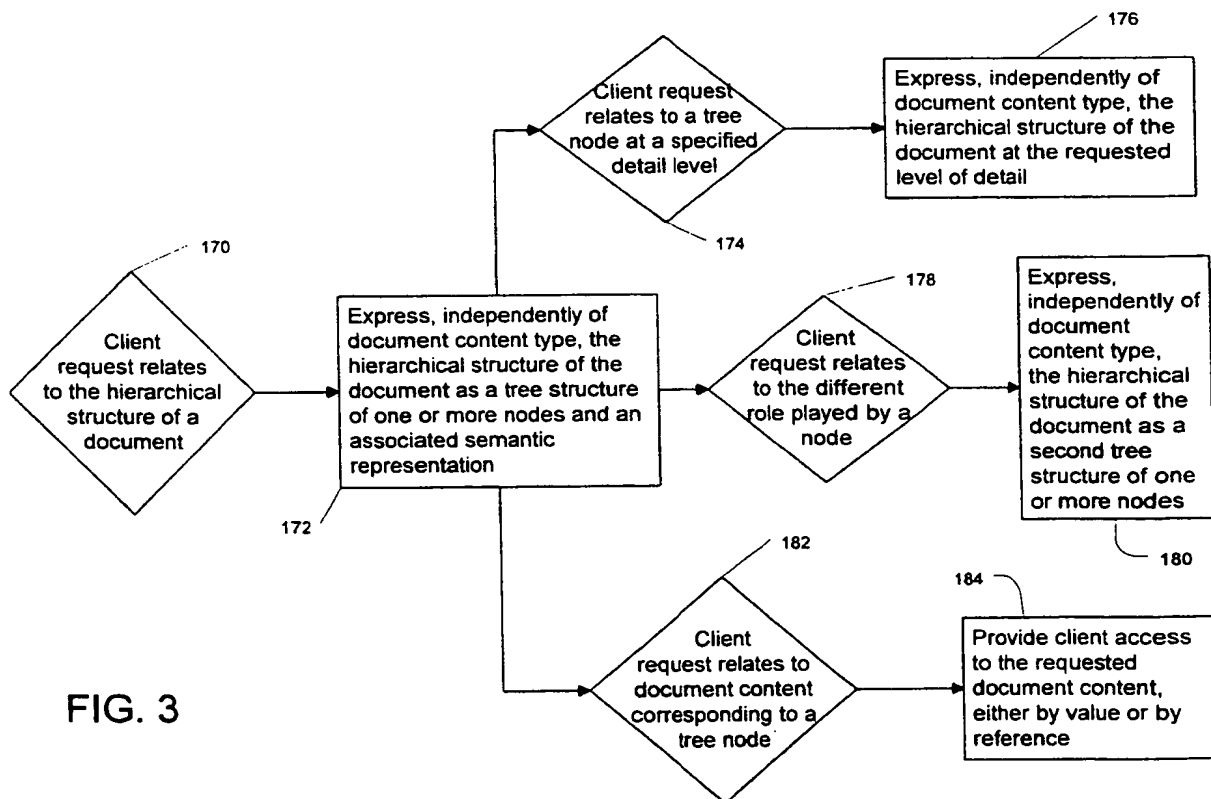 176
Client request
relates to a tree
node at a specified
detail level
Express, independently of
document content type, the
hierarchical structure of the
document at the requested
level of detail
174
170
Client
request relates
to the hierarchical
structure of a
document
Express, independently of
document content type, the
hierarchical structure of the
document as a tree structure
of one or more nodes and an
associated semantic
representation
172
178
Client
request relates
to the different
role played by a
node
Express,
independently of
document
content type,
the hierarchical
structure of the
document as a
second tree
structure of one
or more nodes
180
182
Client
request relates to
document content
corresponding to a
tree node
184
Provide client access
to the requested
document content,
either by value or by
reference
FIG. 3